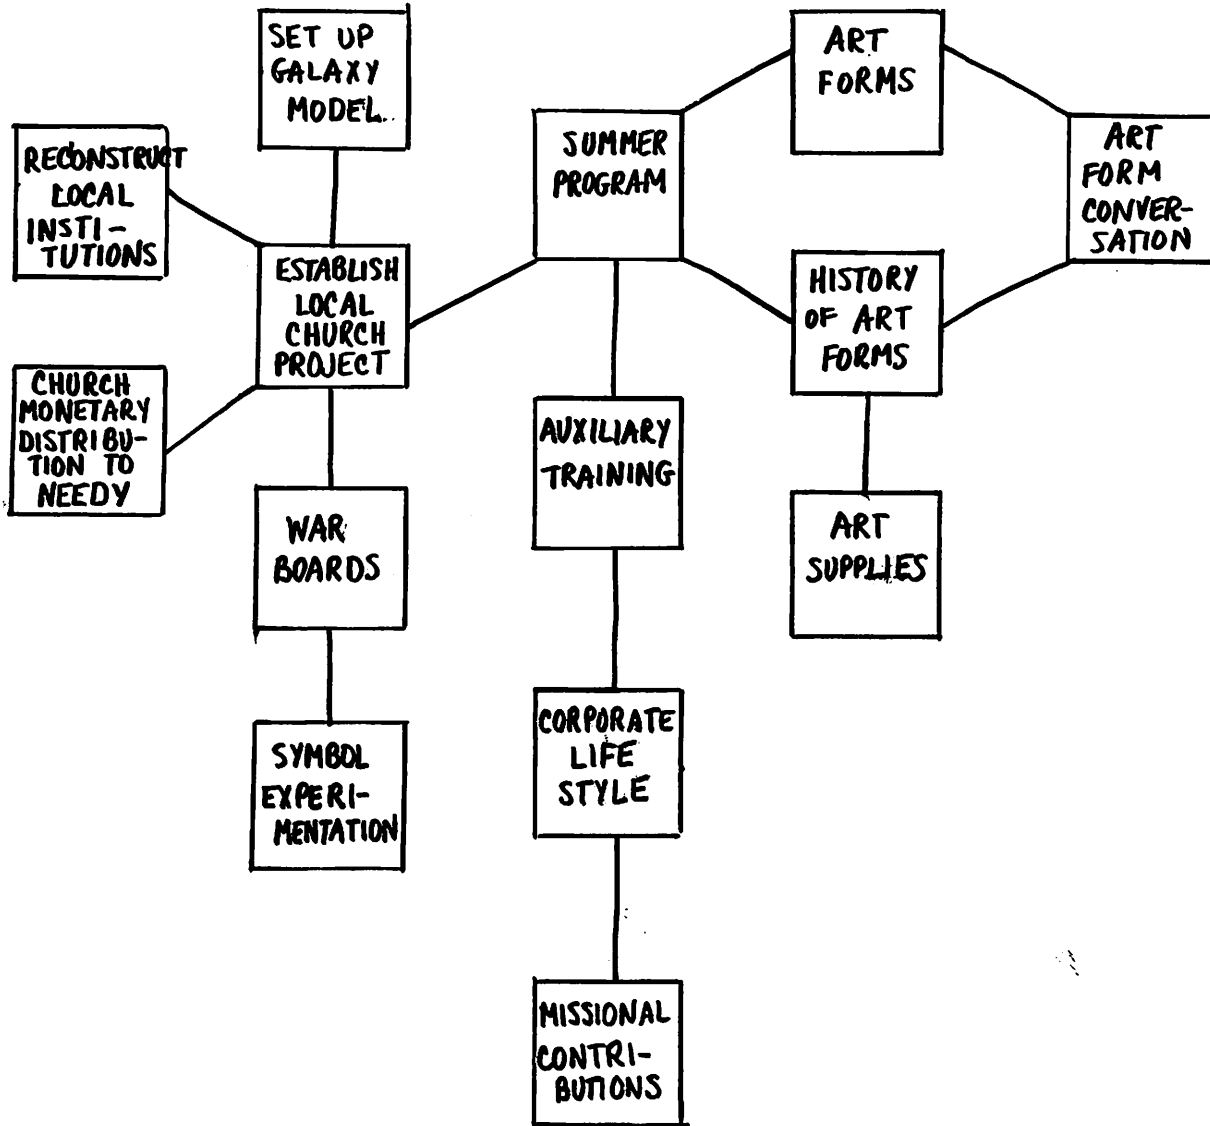 SET UP
GALAXY
MODEL
ART
FORMS
RECONSTRUCT
LOCAL
INSTI-
TUTIONS
SUMMER
PROGRAM
ART
FORM
CONVER-
SATION
ESTABLISH
LOCAL
CHURCH
PROJECT
HISTORY
OF ART
FORMS
CHURCH
MONETARY
DISTRIBU-
TION TO
NEEDY
AUXILIARY
TRAINING
WAR
BOARDS
ART
SUPPLIES
SYMBOL
EXPERI-
MENTATION
CORPORATE
LIFE
STYLE
MISSIONAL
CONTRI-
BUTIONS